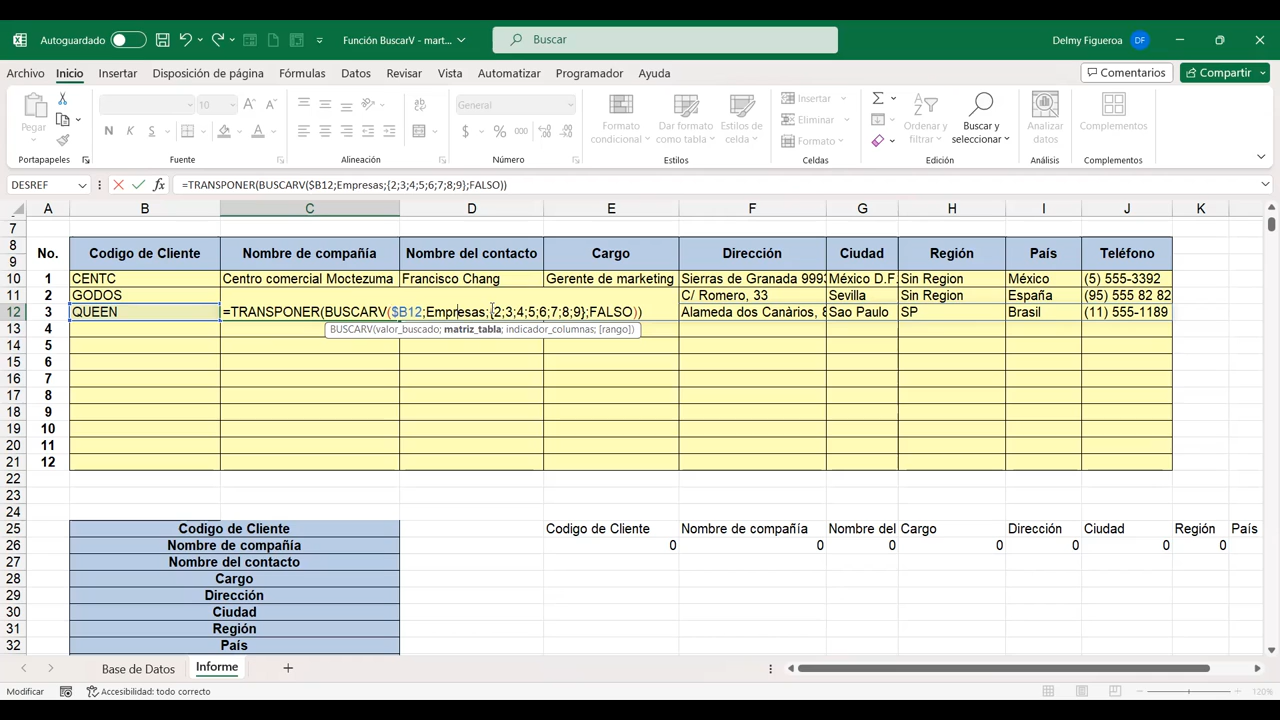 Autoguardado
Función BuscarV - mart...
Buscar
Delmy Figueroa DF
Archivo Inicio Insertar Disposición de página Fórmulas Datos Revisar Vista Automatizar Programador Ayuda
Comentarios Compartir
Pegar
10 A A
N K S
ab
General
$ % 000
Formato condicional
Dar formato como tabla
Estilos de celda
Insertar
Eliminar
Formato
Ordenar y filtrar
Buscar y seleccionar
Analizar datos
Complementos
Portapapeles Fuente Alineación Número Estilos Celdas Edición Análisis Complementos
DESREF fx =TRANSPONER(BUSCARV($B12;Empresas;{2;3;4;5;6;7;8;9};FALSO))
A B C D E F G H I J K
7
8
No. Codigo de Cliente Nombre de compañía Nombre del contacto Cargo Dirección Ciudad Región País Teléfono
9
10 1 CENTC Centro comercial Moctezuma Francisco Chang Gerente de marketing Sierras de Granada 9993 México D.F. Sin Region México (5) 555-3392
11 2 GODOS C/ Romero, 33 Sevilla Sin Region España (95) 555 82 82
12 3 QUEEN =TRANSPONER(BUSCARV($B12;Empresas;{2;3;4;5;6;7;8;9};FALSO)) Alameda dos Canàrios, 8 Sao Paulo SP Brasil (11) 555-1189
BUSCARV(valor_buscado; matriz_tabla; indicador_columnas; [rango])
13 4
14 5
15 6
16 7
17 8
18 9
19 10
20 11
21 12
22
23
24
25 Codigo de Cliente Codigo de Cliente Nombre de compañía Nombre del Cargo Dirección Ciudad Región País
26 Nombre de compañía 0 0 0 0 0 0 0
27 Nombre del contacto
28 Cargo
29 Dirección
30 Ciudad
31 Región
32 País
Base de Datos Informe
Modificar Accesibilidad: todo correcto 120%